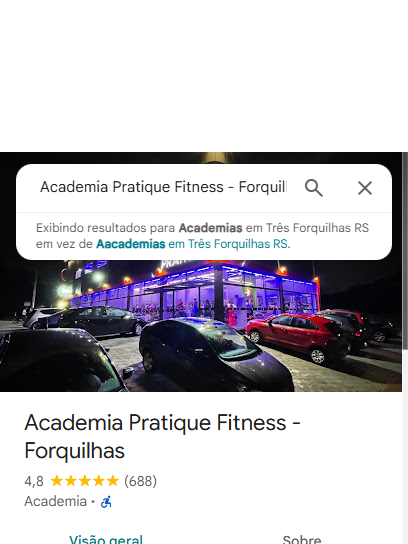 Academia Pratique Fitness - Forquil
Exibindo resultados para Academias em Três Forquilhas RS
em vez de Aacademias em Três Forquilhas RS.
Academia Pratique Fitness -
Forquilhas
4,8 ★★★★★ (688)
Academia ·
Visão geral
Sobre